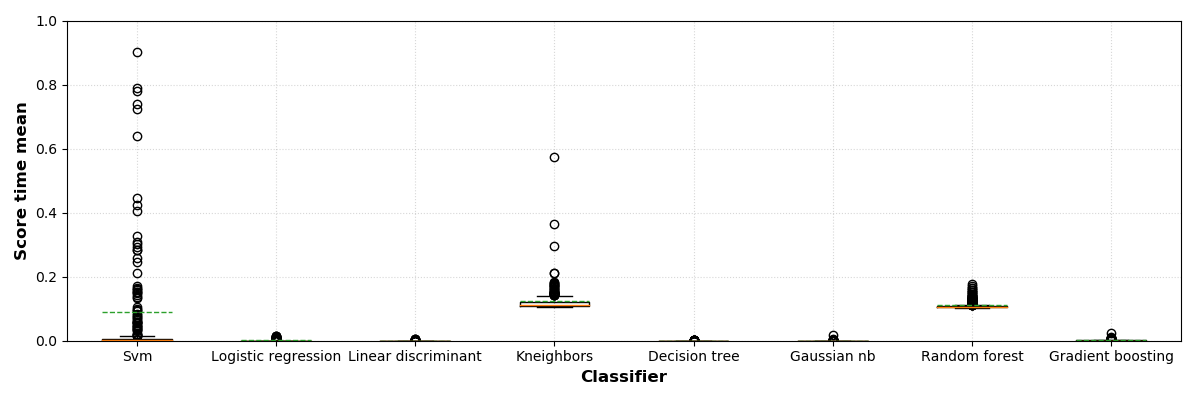 1.0
0.8
0.6
0.4
0.2
0.0
Score time mean
Svm Logistic regression Linear discriminant Kneighbors Decision tree Gaussian nb Random forest Gradient boosting
Classifier